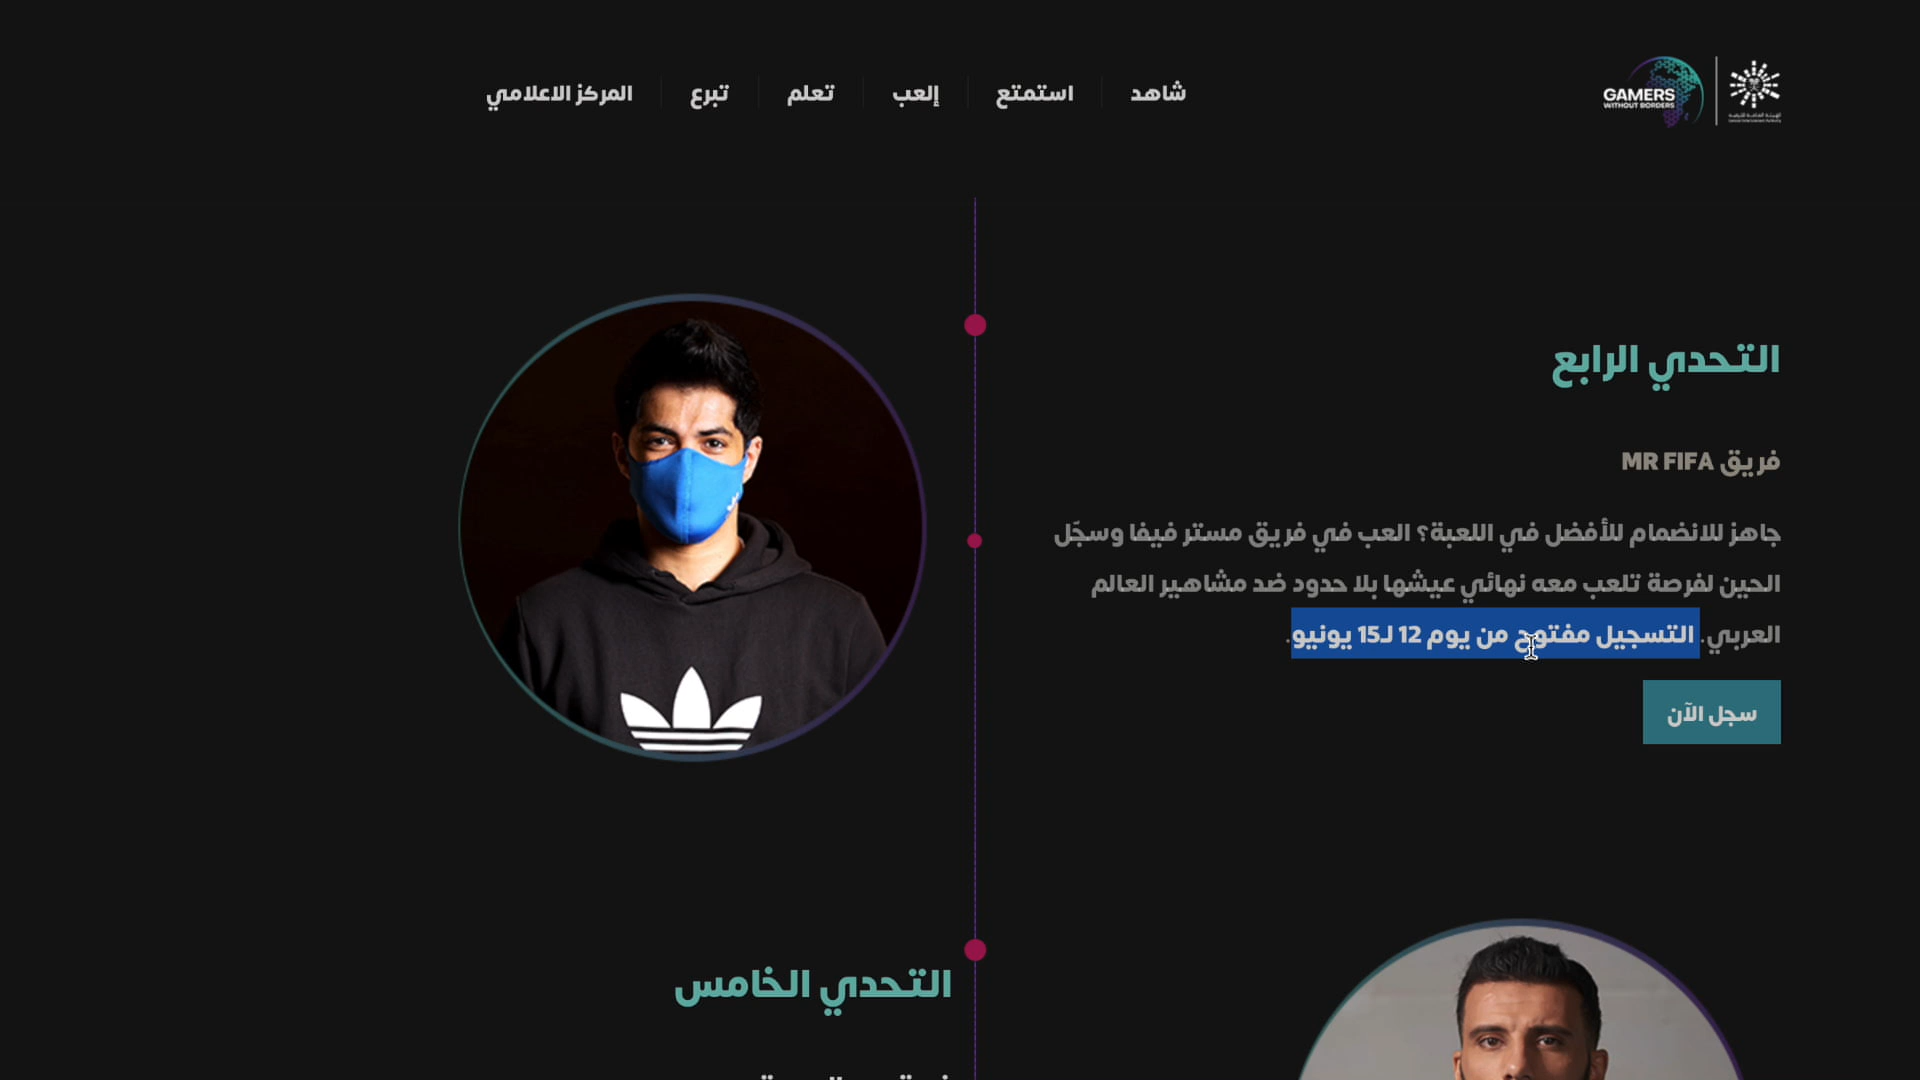 شاهد
استمتع
إلعب
تعلم
تبرع
المركز الاعلامي
GAMERS
WITHOUT BORDERS
التحدي الرابع
فريق MR FIFA
جاهز للانضمام للأفضل في اللعبة؟ العب في فريق مستر فيفا وسجّل
الحين لفرصة تلعب معه نهائي عيشها بلا حدود ضد مشاهير العالم
العربي. التسجيل مفتوح من يوم 12 لـ15 يونيو.
سجل الآن
التحدي الخامس